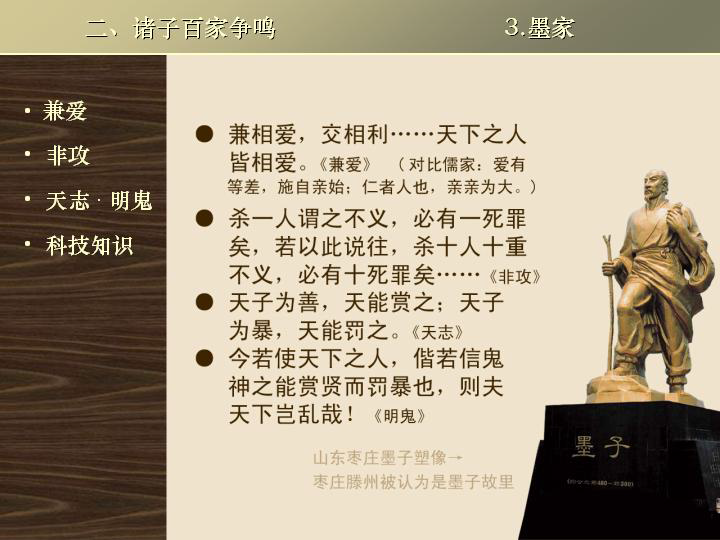 二、诸子百家争鸣
3.墨家
· 兼爱
· 非攻
· 天志·明鬼
· 科技知识
● 兼相爱，交相利……天下之人
皆相爱。《兼爱》（对比儒家：爱有
等差，施自亲始；仁者人也，亲亲为大。）
● 杀一人谓之不义，必有一死罪
矣，若以此说往，杀十人十重
不义，必有十死罪矣……《非攻》
● 天子为善，天能赏之；天子
为暴，天能罚之。《天志》
● 今若使天下之人，偕若信鬼
神之能赏贤而罚暴也，则夫
天下岂乱哉！《明鬼》
山东枣庄墨子塑像→
枣庄滕州被认为是墨子故里
墨子